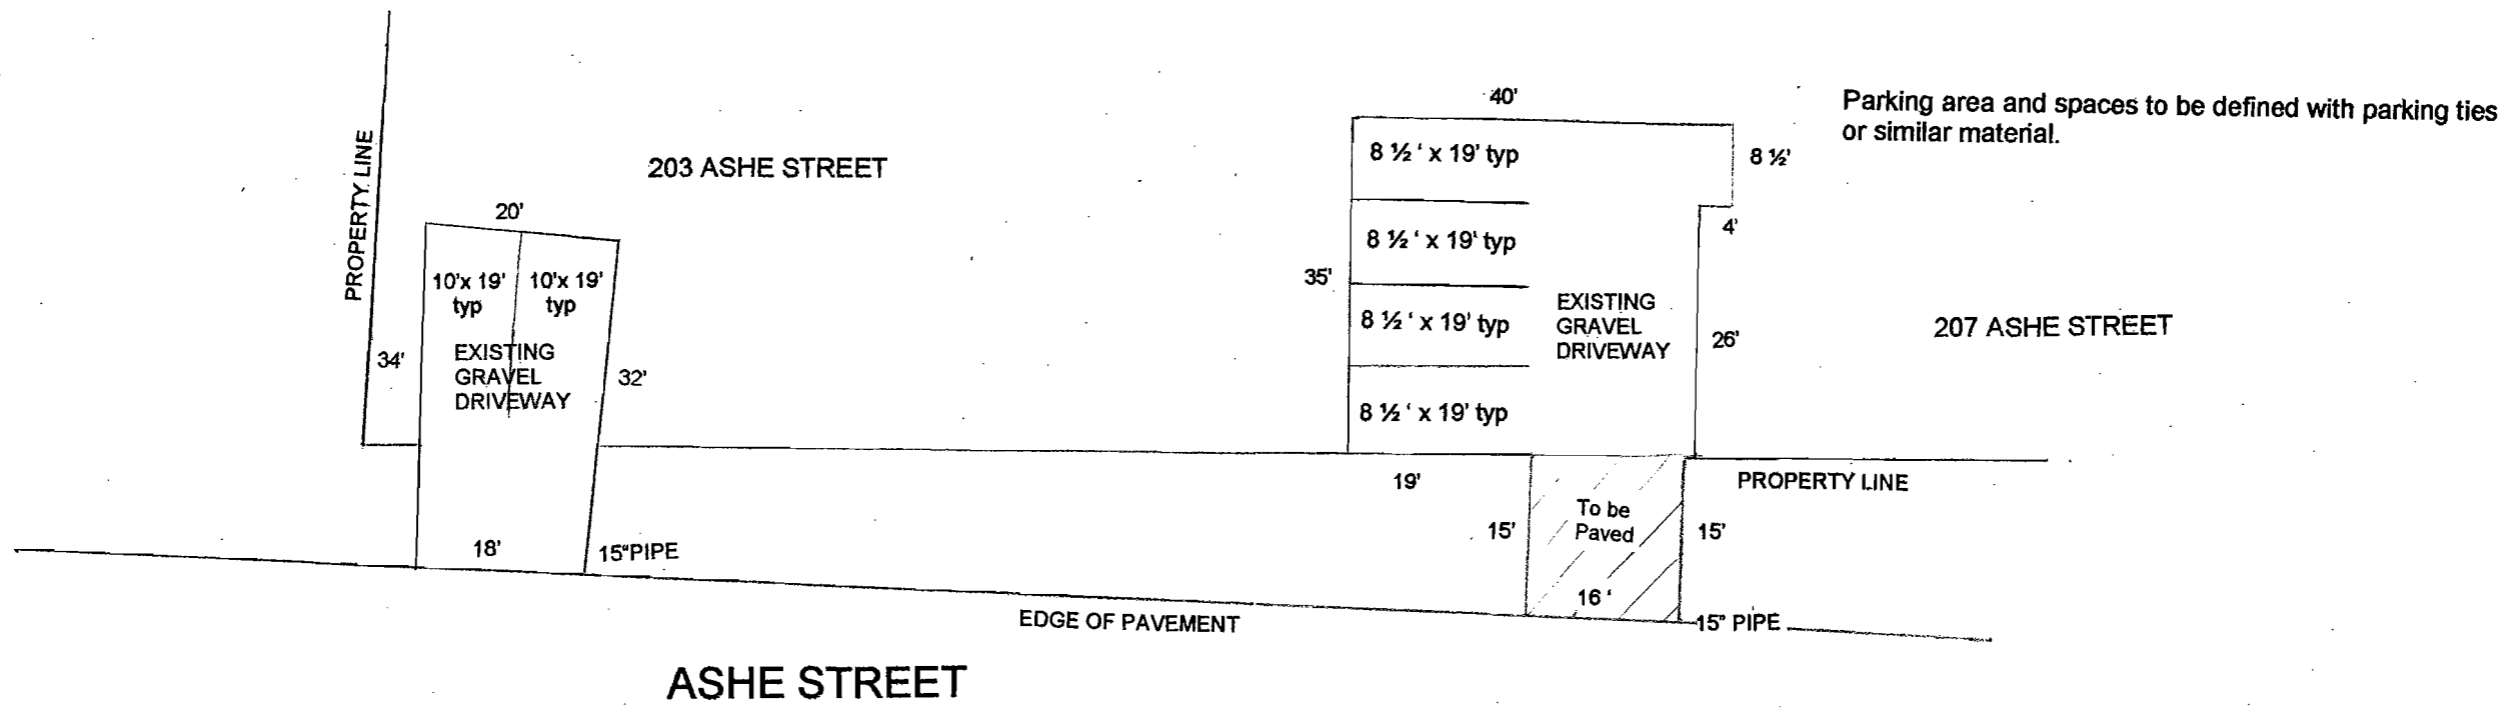 40'
Parking area and spaces to be defined with parking ties
or similar material.
PROPERTY LINE
203 ASHE STREET
8 ½ ' x 19' typ
8 ½'
20'
8 ½ ' x 19' typ
4'
10'x 19'
typ
10'x 19'
typ
35'
EXISTING
GRAVEL
DRIVEWAY
8 ½ ' x 19' typ
26'
207 ASHE STREET
34'
EXISTING
GRAVEL
DRIVEWAY
32'
8 ½ ' x 19' typ
19'
PROPERTY LINE
To be
Paved
15'
15'
18'
15"PIPE
16 '
EDGE OF PAVEMENT
15" PIPE
ASHE STREET